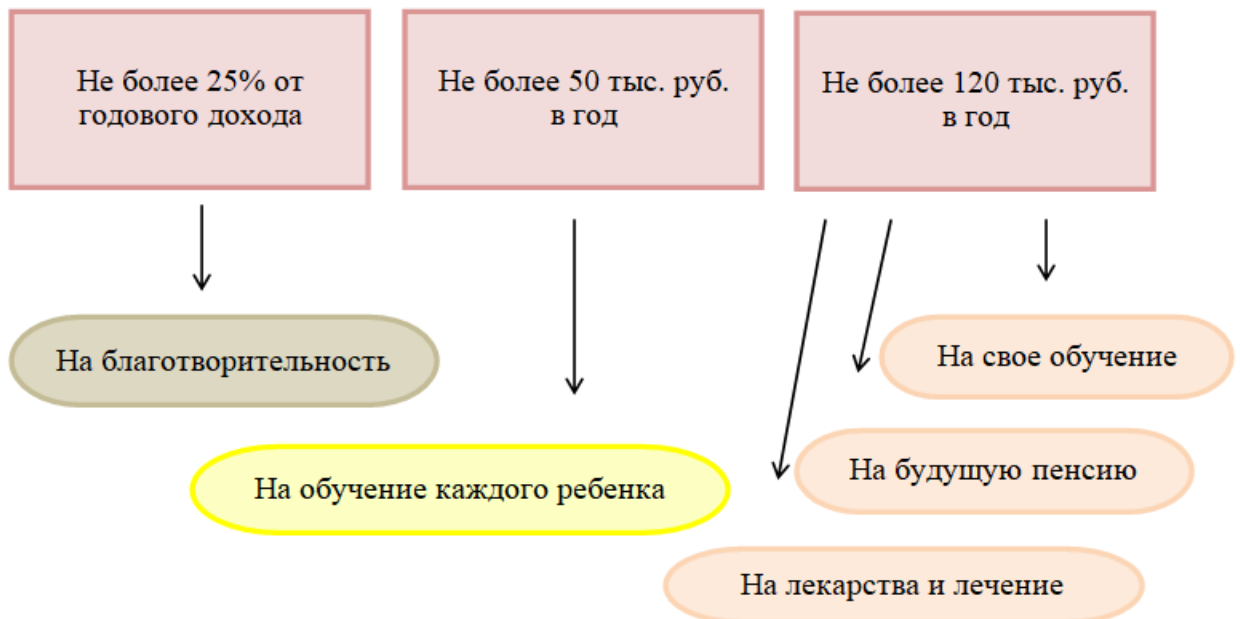 Не более 25% от
годового дохода
Не более 50 тыс. руб.
в год
Не более 120 тыс. руб.
в год
На благотворительность
На свое обучение
На обучение каждого ребенка
На будущую пенсию
На лекарства и лечение